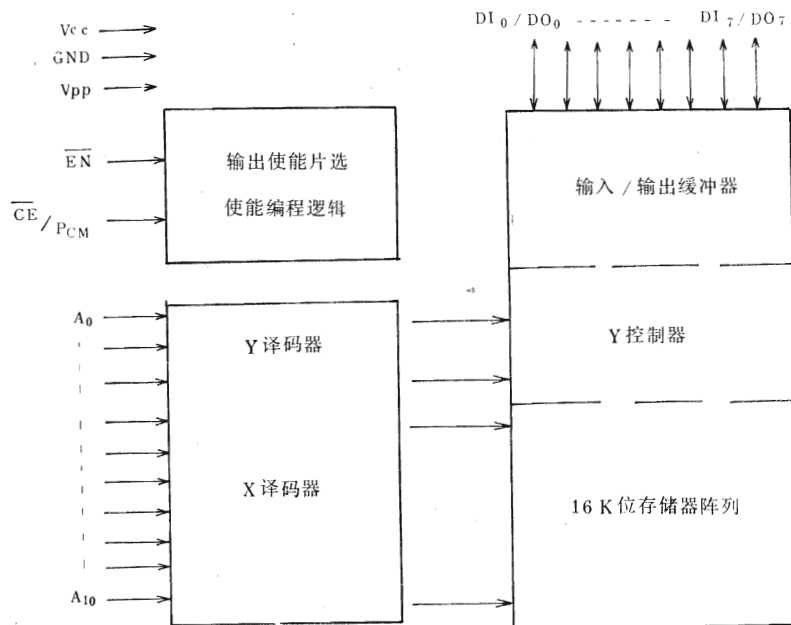 DI₀/DO₀ ------- DI₇/DO₇
Vcc
GND
Vpp
EN
CE/PCM
输出使能片选
使能编程逻辑
输入/输出缓冲器
A₀
Y译码器
Y控制器
X译码器
16K位存储器阵列
A₁₀